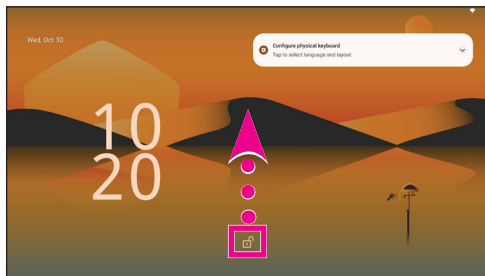 Wed, Oct 30
Configure physical keyboard
Tap to select language and layout
10
20